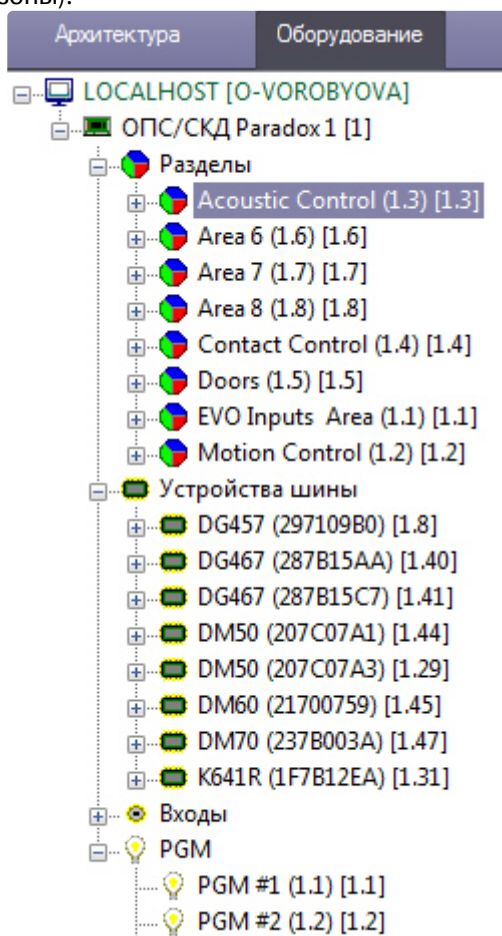 зоны).
Архитектура Оборудование
LOCALHOST [O-VOROBYOVA]
ОПС/СКД Paradox 1 [1]
Разделы
Acoustic Control (1.3) [1.3]
Area 6 (1.6) [1.6]
Area 7 (1.7) [1.7]
Area 8 (1.8) [1.8]
Contact Control (1.4) [1.4]
Doors (1.5) [1.5]
EVO Inputs Area (1.1) [1.1]
Motion Control (1.2) [1.2]
Устройства шины
DG457 (297109B0) [1.8]
DG467 (287B15AA) [1.40]
DG467 (287B15C7) [1.41]
DM50 (207C07A1) [1.44]
DM50 (207C07A3) [1.29]
DM60 (21700759) [1.45]
DM70 (237B003A) [1.47]
K641R (1F7B12EA) [1.31]
Входы
PGM
PGM #1 (1.1) [1.1]
PGM #2 (1.2) [1.2]